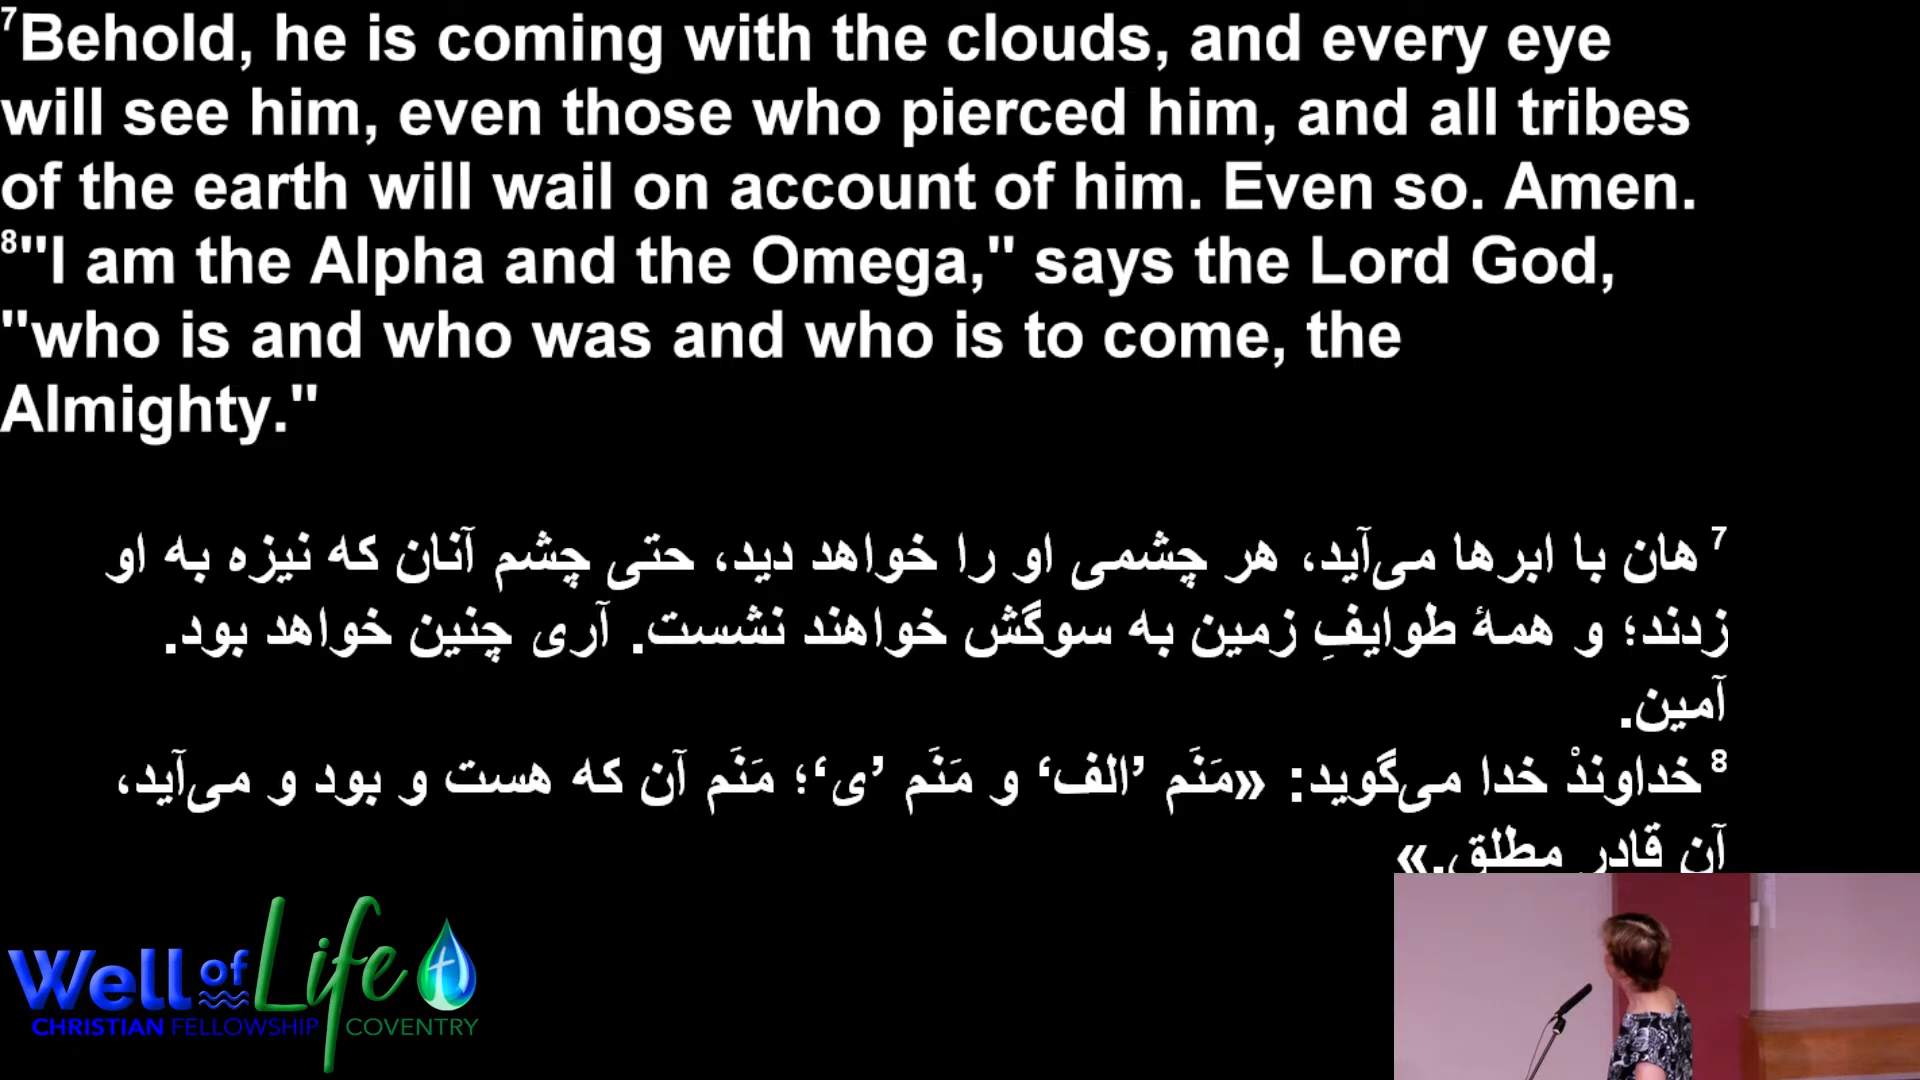 ⁷Behold, he is coming with the clouds, and every eye
will see him, even those who pierced him, and all tribes
of the earth will wail on account of him. Even so. Amen.
⁸"I am the Alpha and the Omega," says the Lord God,
"who is and who was and who is to come, the
Almighty."
⁷ هان با ابرها می‌آید، هر چشمی او را خواهد دید، حتی چشم آنان که نیزه به او
زدند؛ و همۀ طوایفِ زمین به سوگش خواهند نشست. آری چنین خواهد بود.
آمین.
⁸ خداوندْ خدا می‌گوید: «مَنَم ’الف‘ و مَنَم ’ی‘؛ مَنَم آن که هست و بود و می‌آید،
آن قادر مطلق.»
Well of Life
CHRISTIAN FELLOWSHIP COVENTRY